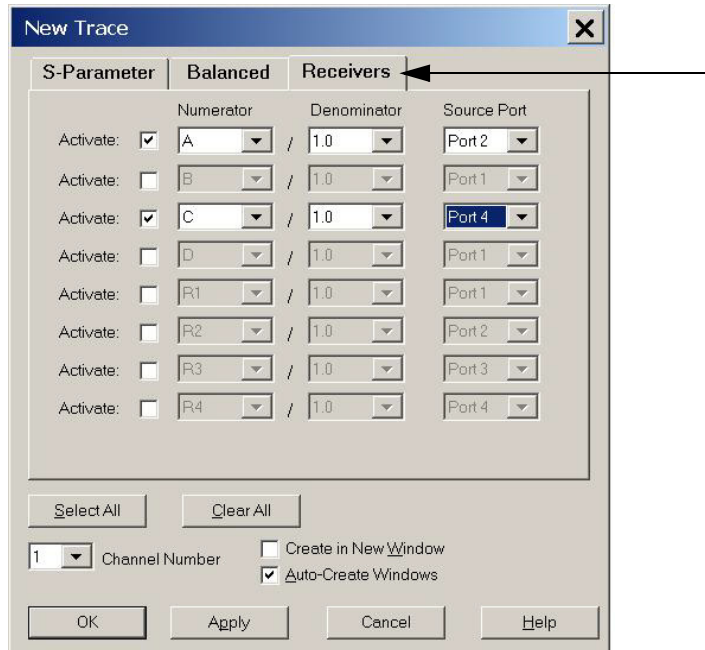 New Trace
S-Parameter Balanced Receivers
Numerator Denominator Source Port
Activate: A / 1.0 Port 2
Activate: B / 1.0 Port 1
Activate: C / 1.0 Port 4
Activate: D / 1.0 Port 1
Activate: R1 / 1.0 Port 1
Activate: R2 / 1.0 Port 2
Activate: R3 / 1.0 Port 3
Activate: R4 / 1.0 Port 4
Select All Clear All
1 Channel Number
Create in New Window
Auto-Create Windows
OK Apply Cancel Help